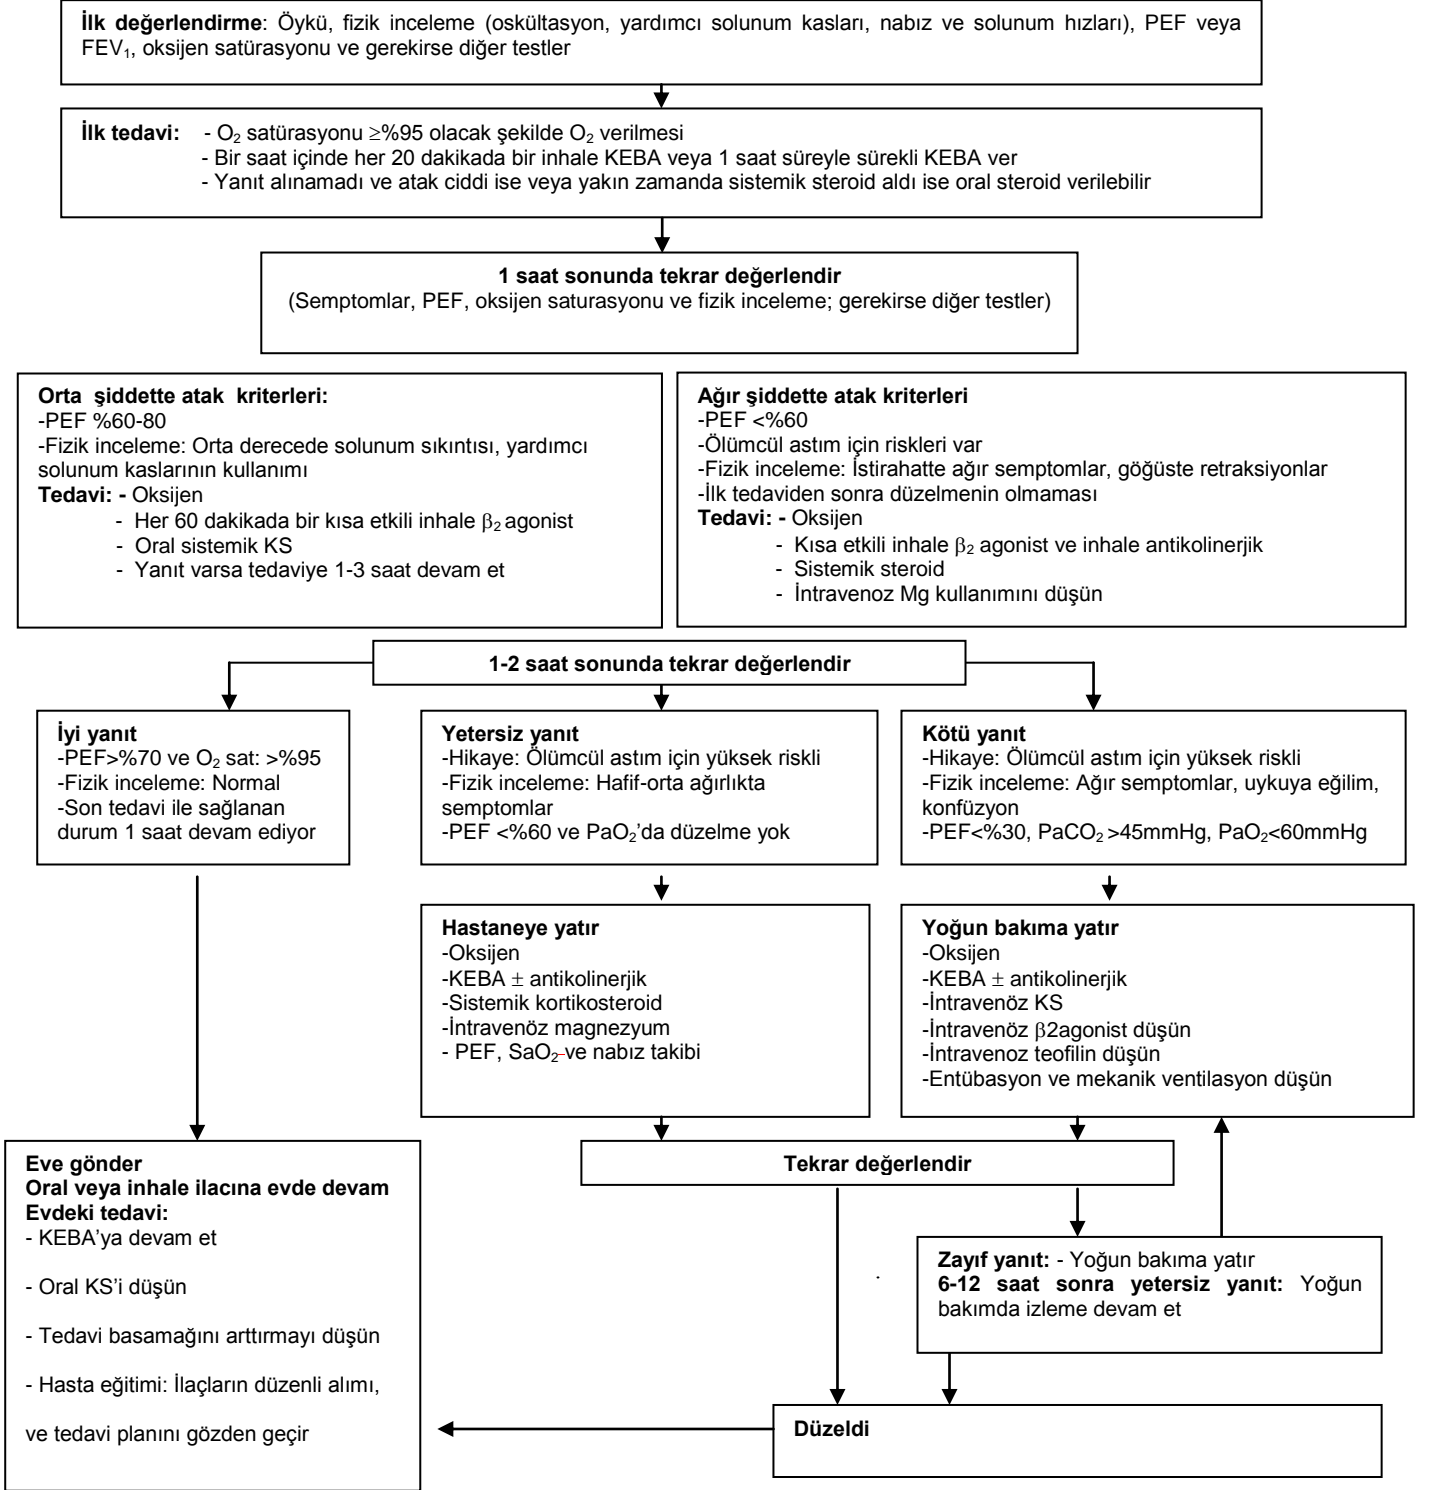 İlk değerlendirme: Öykü, fizik inceleme (oskültasyon, yardımcı solunum kasları, nabız ve solunum hızları), PEF veya
FEV₁, oksijen satürasyonu ve gerekirse diğer testler
İlk tedavi: - O₂ satürasyonu ≥%95 olacak şekilde O₂ verilmesi
- Bir saat içinde her 20 dakikada bir inhale KEBA veya 1 saat süreyle sürekli KEBA ver
- Yanıt alınamadı ve atak ciddi ise veya yakın zamanda sistemik steroid aldı ise oral steroid verilebilir
1 saat sonunda tekrar değerlendir
(Semptomlar, PEF, oksijen saturasyonu ve fizik inceleme; gerekirse diğer testler)
Orta şiddette atak kriterleri:
-PEF %60-80
-Fizik inceleme: Orta derecede solunum sıkıntısı, yardımcı
solunum kaslarının kullanımı
Tedavi: - Oksijen
- Her 60 dakikada bir kısa etkili inhale β₂ agonist
- Oral sistemik KS
- Yanıt varsa tedaviye 1-3 saat devam et
Ağır şiddette atak kriterleri
-PEF <%60
-Ölümcül astım için riskleri var
-Fizik inceleme: İstirahatte ağır semptomlar, göğüste retraksiyonlar
-İlk tedaviden sonra düzelmenin olmaması
Tedavi: - Oksijen
- Kısa etkili inhale β₂ agonist ve inhale antikolinerjik
- Sistemik steroid
- İntravenoz Mg kullanımını düşün
1-2 saat sonunda tekrar değerlendir
İyi yanıt
-PEF>%70 ve O₂ sat: >%95
-Fizik inceleme: Normal
-Son tedavi ile sağlanan
durum 1 saat devam ediyor
Yetersiz yanıt
-Hikaye: Ölümcül astım için yüksek riskli
-Fizik inceleme: Hafif-orta ağırlıkta
semptomlar
-PEF <%60 ve PaO₂’da düzelme yok
Kötü yanıt
-Hikaye: Ölümcül astım için yüksek riskli
-Fizik inceleme: Ağır semptomlar, uykuya eğilim,
konfüzyon
-PEF<%30, PaCO₂ >45mmHg, PaO₂<60mmHg
Hastaneye yatır
-Oksijen
-KEBA ± antikolinerjik
-Sistemik kortikosteroid
-İntravenöz magnezyum
- PEF, SaO₂ ve nabız takibi
Yoğun bakıma yatır
-Oksijen
-KEBA ± antikolinerjik
-İntravenöz KS
-İntravenöz β2agonist düşün
-İntravenoz teofilin düşün
-Entübasyon ve mekanik ventilasyon düşün
Tekrar değerlendir
Eve gönder
Oral veya inhale ilacına evde devam
Evdeki tedavi:
- KEBA’ya devam et
- Oral KS’i düşün
- Tedavi basamağını arttırmayı düşün
- Hasta eğitimi: İlaçların düzenli alımı,
ve tedavi planını gözden geçir
Zayıf yanıt: - Yoğun bakıma yatır
6-12 saat sonra yetersiz yanıt: Yoğun
bakımda izleme devam et
Düzeldi